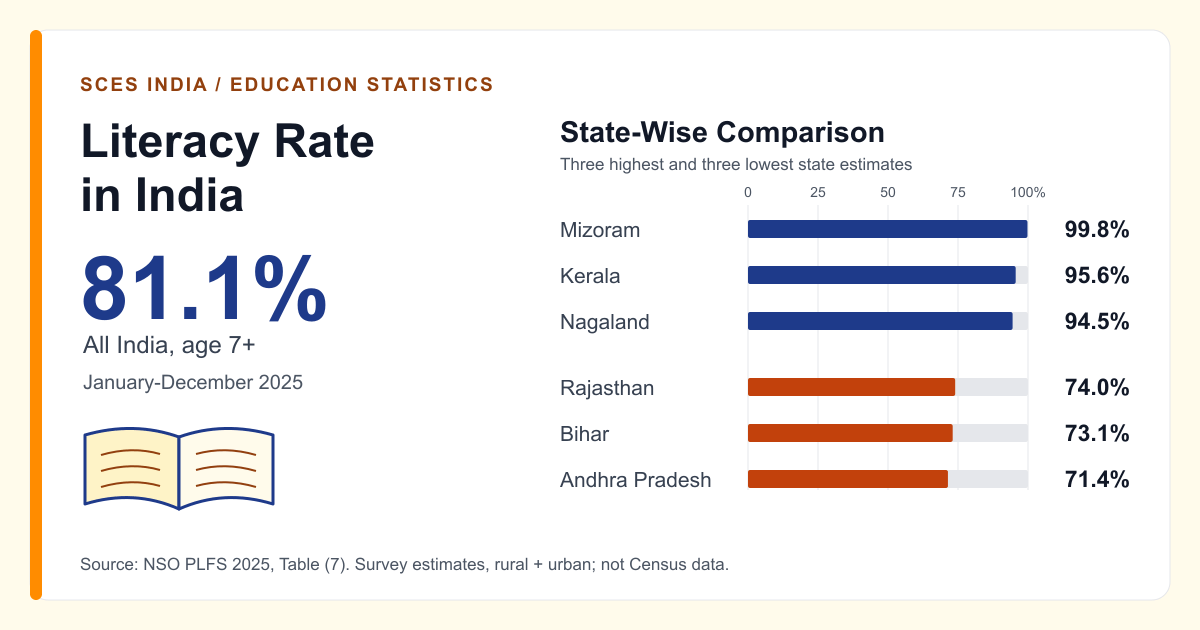 SCES INDIA / EDUCATION STATISTICS
Literacy Rate
in India
81.1%
All India, age 7+
January-December 2025
State-Wise Comparison
Three highest and three lowest state estimates
0 25 50 75 100%
Mizoram 99.8%
Kerala 95.6%
Nagaland 94.5%
Rajasthan 74.0%
Bihar 73.1%
Andhra Pradesh 71.4%
Source: NSO PLFS 2025, Table (7). Survey estimates, rural + urban; not Census data.